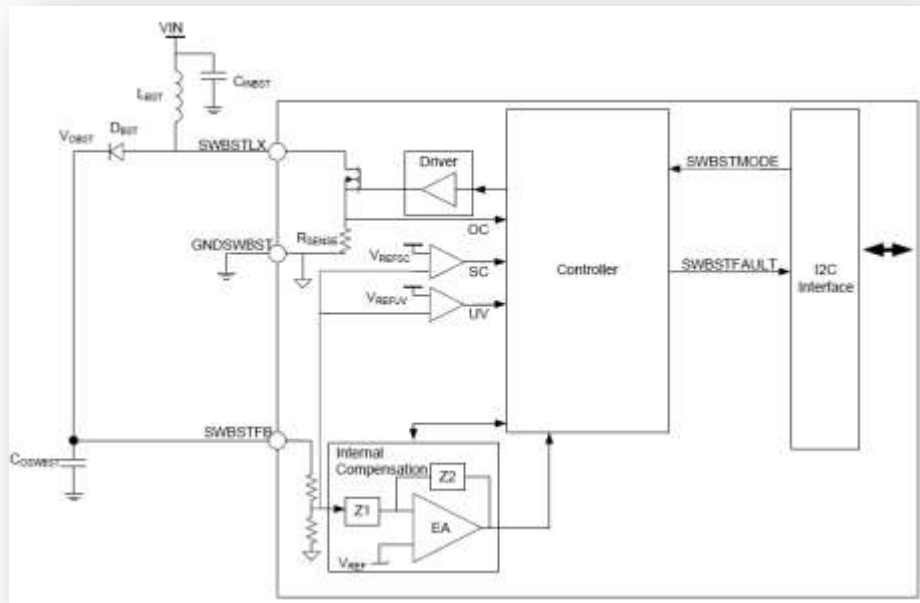 VIN
CINBST
LBST
VOBST
DBST
SWBSTLX
Driver
SWBSTMODE
OC
GNDSWBST
RSENSE
VREFSC
SC
Controller
SWBSTFAULT
I2C
Interface
VREFUV
UV
SWBSTFB
Internal
Compensation
COSWBST
Z2
Z1
EA
VREF